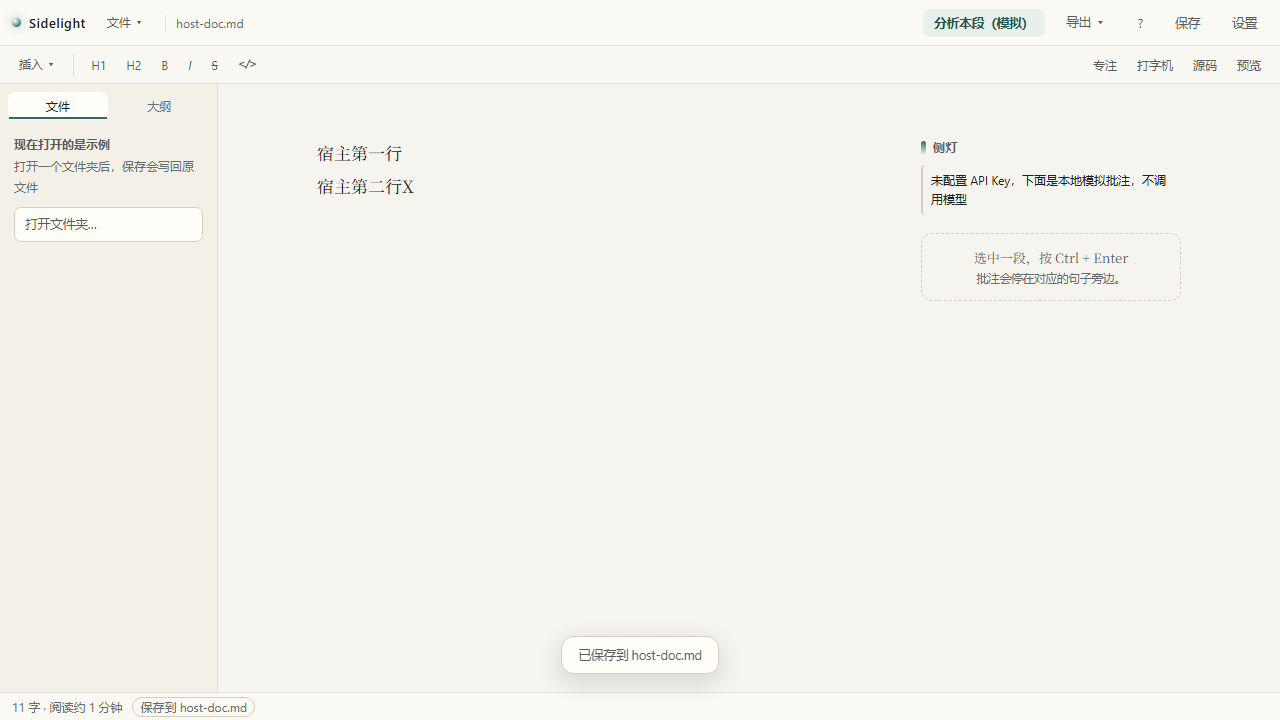 Sidelight 文件 ▾ host-doc.md 分析本段（模拟） 导出 ▾ ? 保存 设置
插入 ▾ H1 H2 B I S </> 专注 打字机 源码 预览
文件 大纲
现在打开的是示例
打开一个文件夹后，保存会写回原
文件
打开文件夹...
宿主第一行
宿主第二行X
侧灯
未配置 API Key，下面是本地模拟批注，不调
用模型
选中一段，按 Ctrl + Enter
批注会停在对应的句子旁边。
已保存到 host-doc.md
11 字 · 阅读约 1 分钟 保存到 host-doc.md